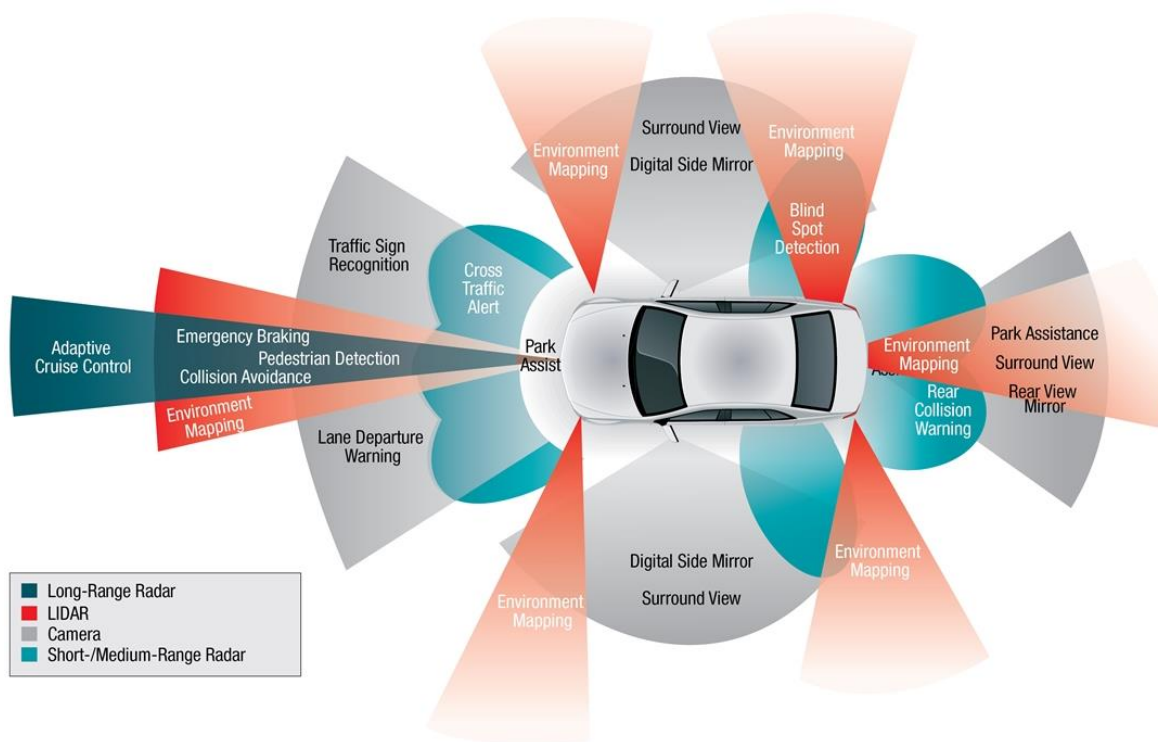 Surround View
Digital Side Mirror
Environment
Mapping
Environment
Mapping
Blind
Spot
Detection
Traffic Sign
Recognition
Cross
Traffic
Alert
Adaptive
Cruise Control
Emergency Braking
Pedestrian Detection
Collision Avoidance
Environment
Mapping
Park
Assist
Lane Departure
Warning
Environment
Mapping
Rear
Collision
Warning
Park Assistance
Surround View
Rear View
Mirror
Environment
Mapping
Digital Side Mirror
Surround View
Environment
Mapping
Long-Range Radar
LIDAR
Camera
Short-/Medium-Range Radar